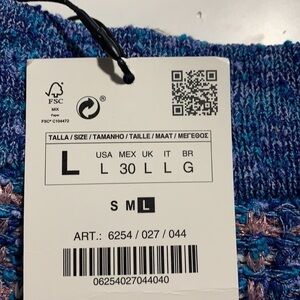 FSC
MIX
Paper
FSC® C104472
TALLA / SIZE / TAMANHO / TAILLE / MAAT / ΜΕΓΕΘΟΣ
L
USA MEX UK IT BR
L 30 L L G
S M L
ART.: 6254 / 027 / 044
06254027044040